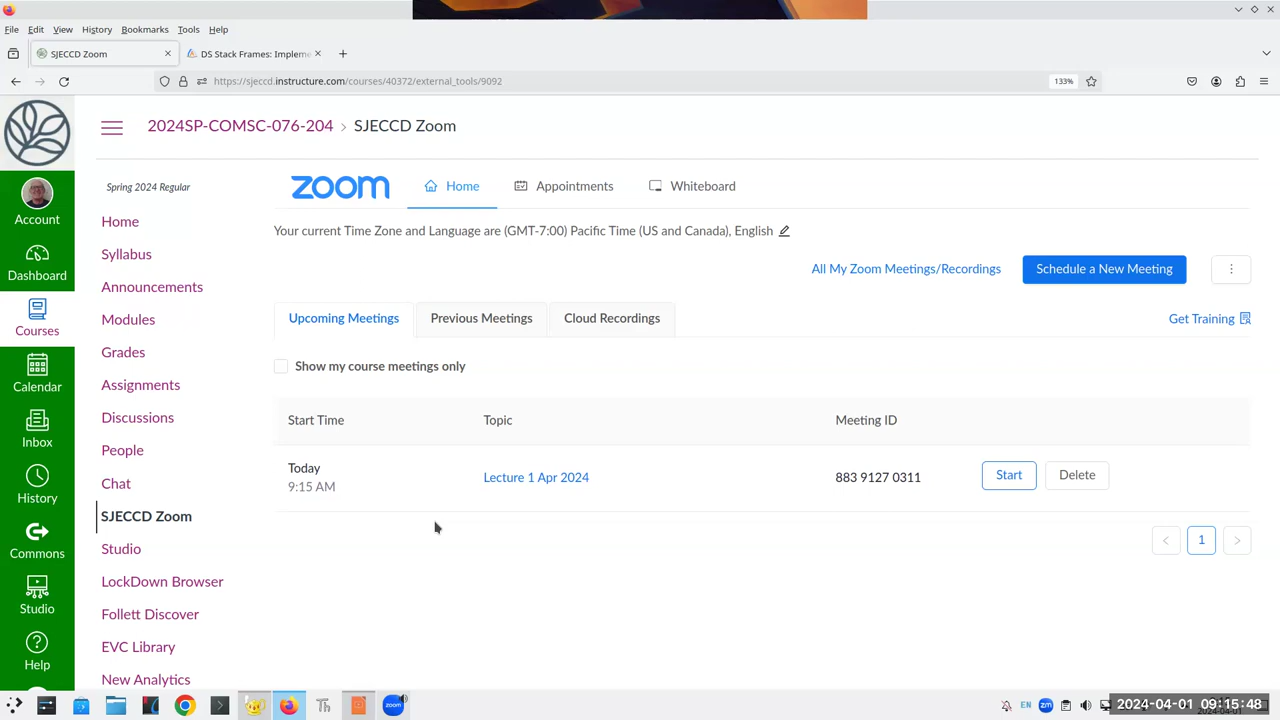 File Edit View History Bookmarks Tools Help
SJECCD Zoom × DS Stack Frames: Impleme × +
https://sjeccd.instructure.com/courses/40372/external_tools/9092 133%
2024SP-COMSC-076-204 › SJECCD Zoom
Account
Dashboard
Courses
Calendar
Inbox
History
Commons
Studio
Help
Spring 2024 Regular
Home
Syllabus
Announcements
Modules
Grades
Assignments
Discussions
People
Chat
SJECCD Zoom
Studio
LockDown Browser
Follett Discover
EVC Library
New Analytics
zoom Home Appointments Whiteboard
Your current Time Zone and Language are (GMT-7:00) Pacific Time (US and Canada), English
All My Zoom Meetings/Recordings Schedule a New Meeting
Upcoming Meetings Previous Meetings Cloud Recordings Get Training
Show my course meetings only
Start Time Topic Meeting ID
Today
9:15 AM Lecture 1 Apr 2024 883 9127 0311 Start Delete
< 1 >
Th zoom EN zm 2024-04-01 09:15:48